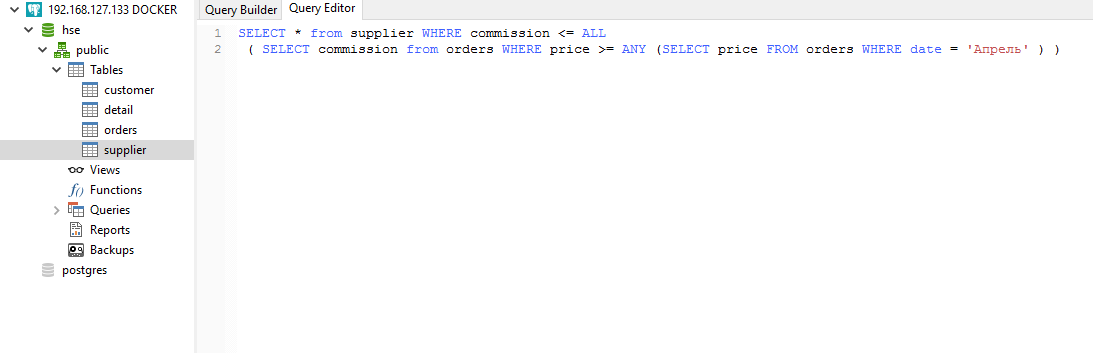 192.168.127.133 DOCKER
hse
public
Tables
customer
detail
orders
supplier
Views
f() Functions
Queries
Reports
Backups
postgres
Query Builder Query Editor
1 SELECT * from supplier WHERE commission <= ALL
2 ( SELECT commission from orders WHERE price >= ANY (SELECT price FROM orders WHERE date = 'Апрель' ) )